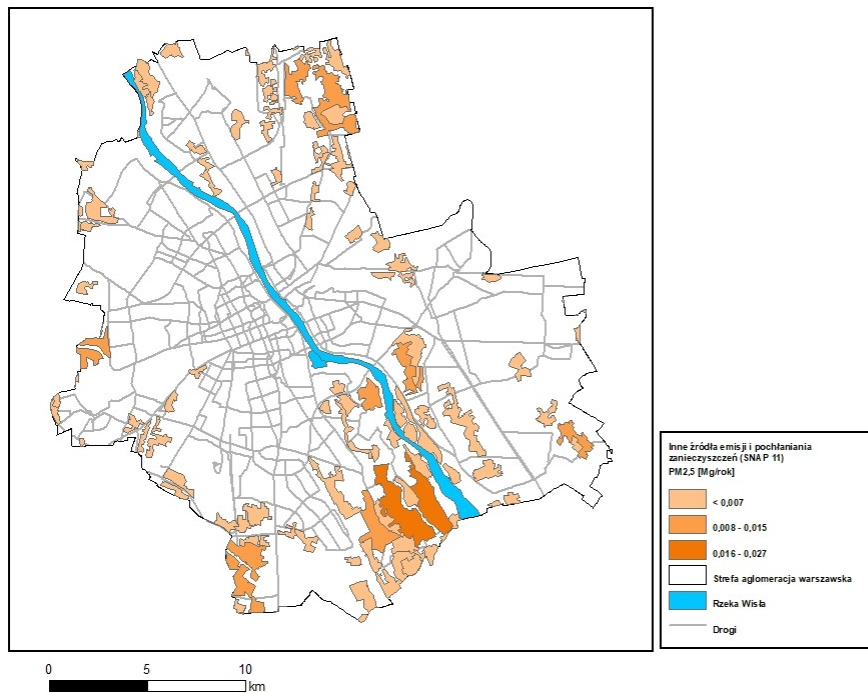 Inne źródła emisji i pochłaniania
zanieczyszczeń (SNAP 11)
PM2,5 [Mg/rok]
< 0,007
0,008 - 0,015
0,016 - 0,027
Strefa aglomeracja warszawska
Rzeka Wisła
Drogi
0 5 10
km